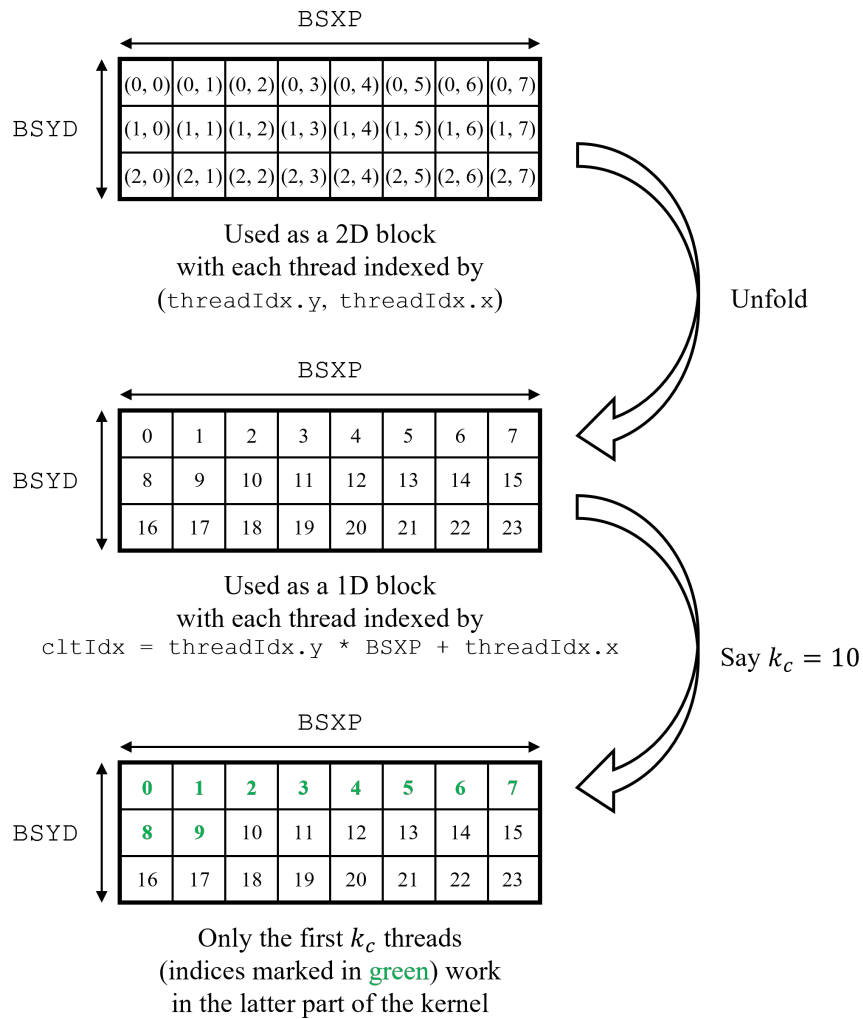 BSXP
BSYD
(0, 0) (0, 1) (0, 2) (0, 3) (0, 4) (0, 5) (0, 6) (0, 7)
(1, 0) (1, 1) (1, 2) (1, 3) (1, 4) (1, 5) (1, 6) (1, 7)
(2, 0) (2, 1) (2, 2) (2, 3) (2, 4) (2, 5) (2, 6) (2, 7)
Used as a 2D block
with each thread indexed by
(threadIdx.y, threadIdx.x)
Unfold
BSXP
BSYD
0 1 2 3 4 5 6 7
8 9 10 11 12 13 14 15
16 17 18 19 20 21 22 23
Used as a 1D block
with each thread indexed by
cltIdx = threadIdx.y * BSXP + threadIdx.x
Say $k_c = 10$
BSXP
BSYD
0 1 2 3 4 5 6 7
8 9 10 11 12 13 14 15
16 17 18 19 20 21 22 23
Only the first $k_c$ threads
(indices marked in green) work
in the latter part of the kernel